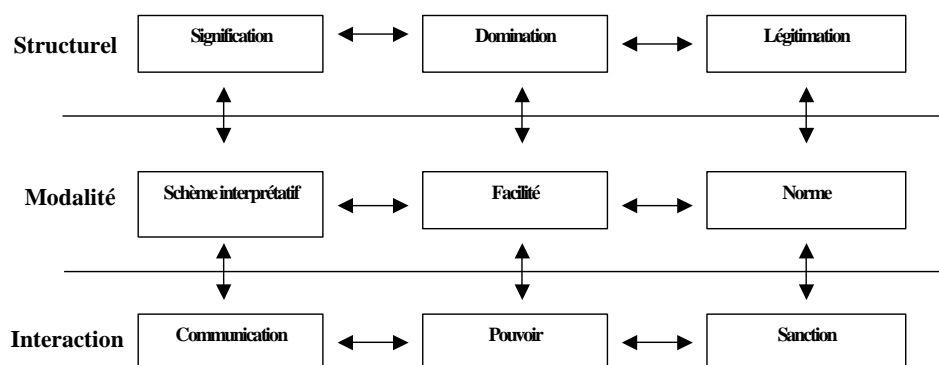 Structurel Signification Domination Légitimation
Modalité Schème interprétatif Facilité Norme
Interaction Communication Pouvoir Sanction